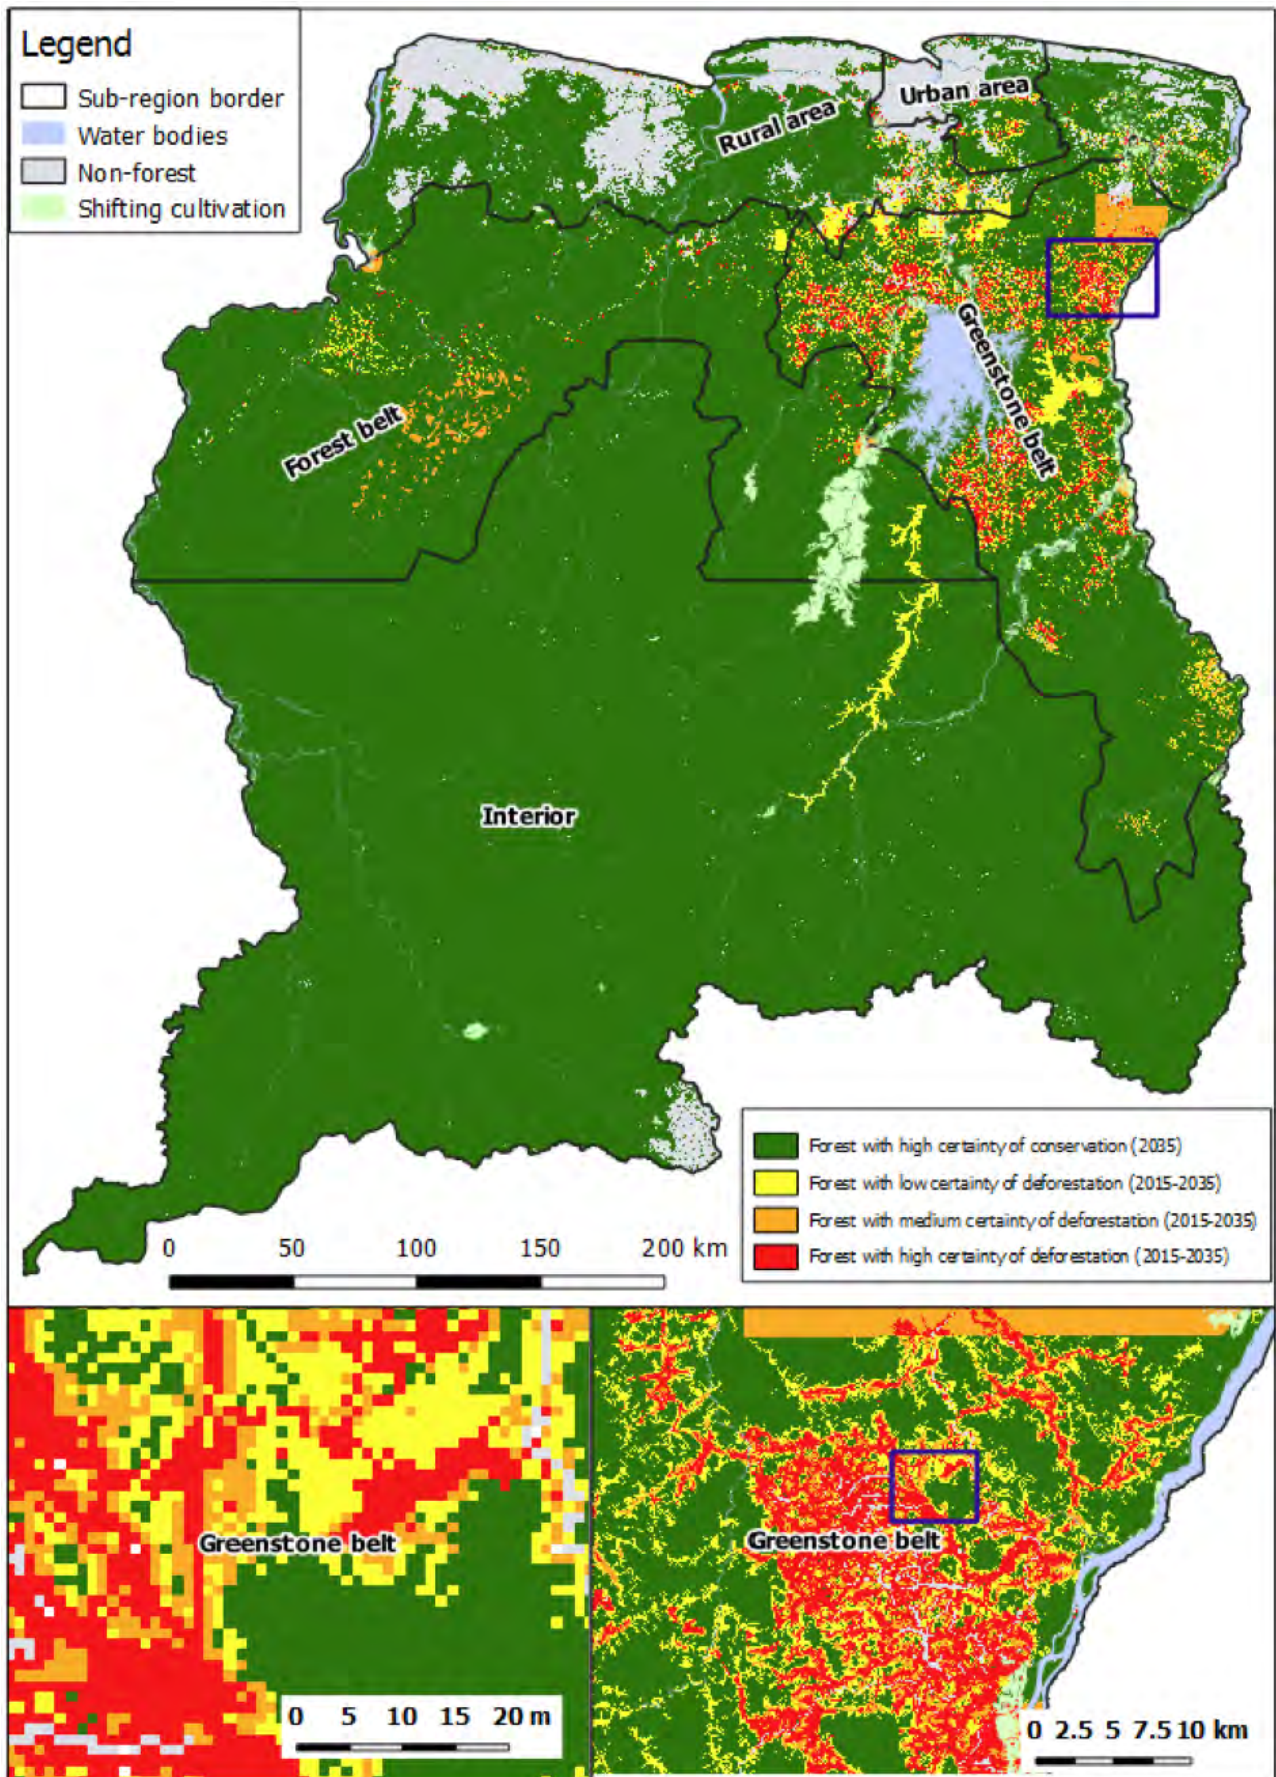 Legend
Sub-region border
Water bodies
Non-forest
Shifting cultivation
Rural area
Urban area
Greenstone belt
Forest belt
Interior
Forest with high certainty of conservation (2035)
Forest with low certainty of deforestation (2015-2035)
Forest with medium certainty of deforestation (2015-2035)
Forest with high certainty of deforestation (2015-2035)
0 50 100 150 200 km
Greenstone belt
0 5 10 15 20 m
Greenstone belt
0 2.5 5 7.5 10 km